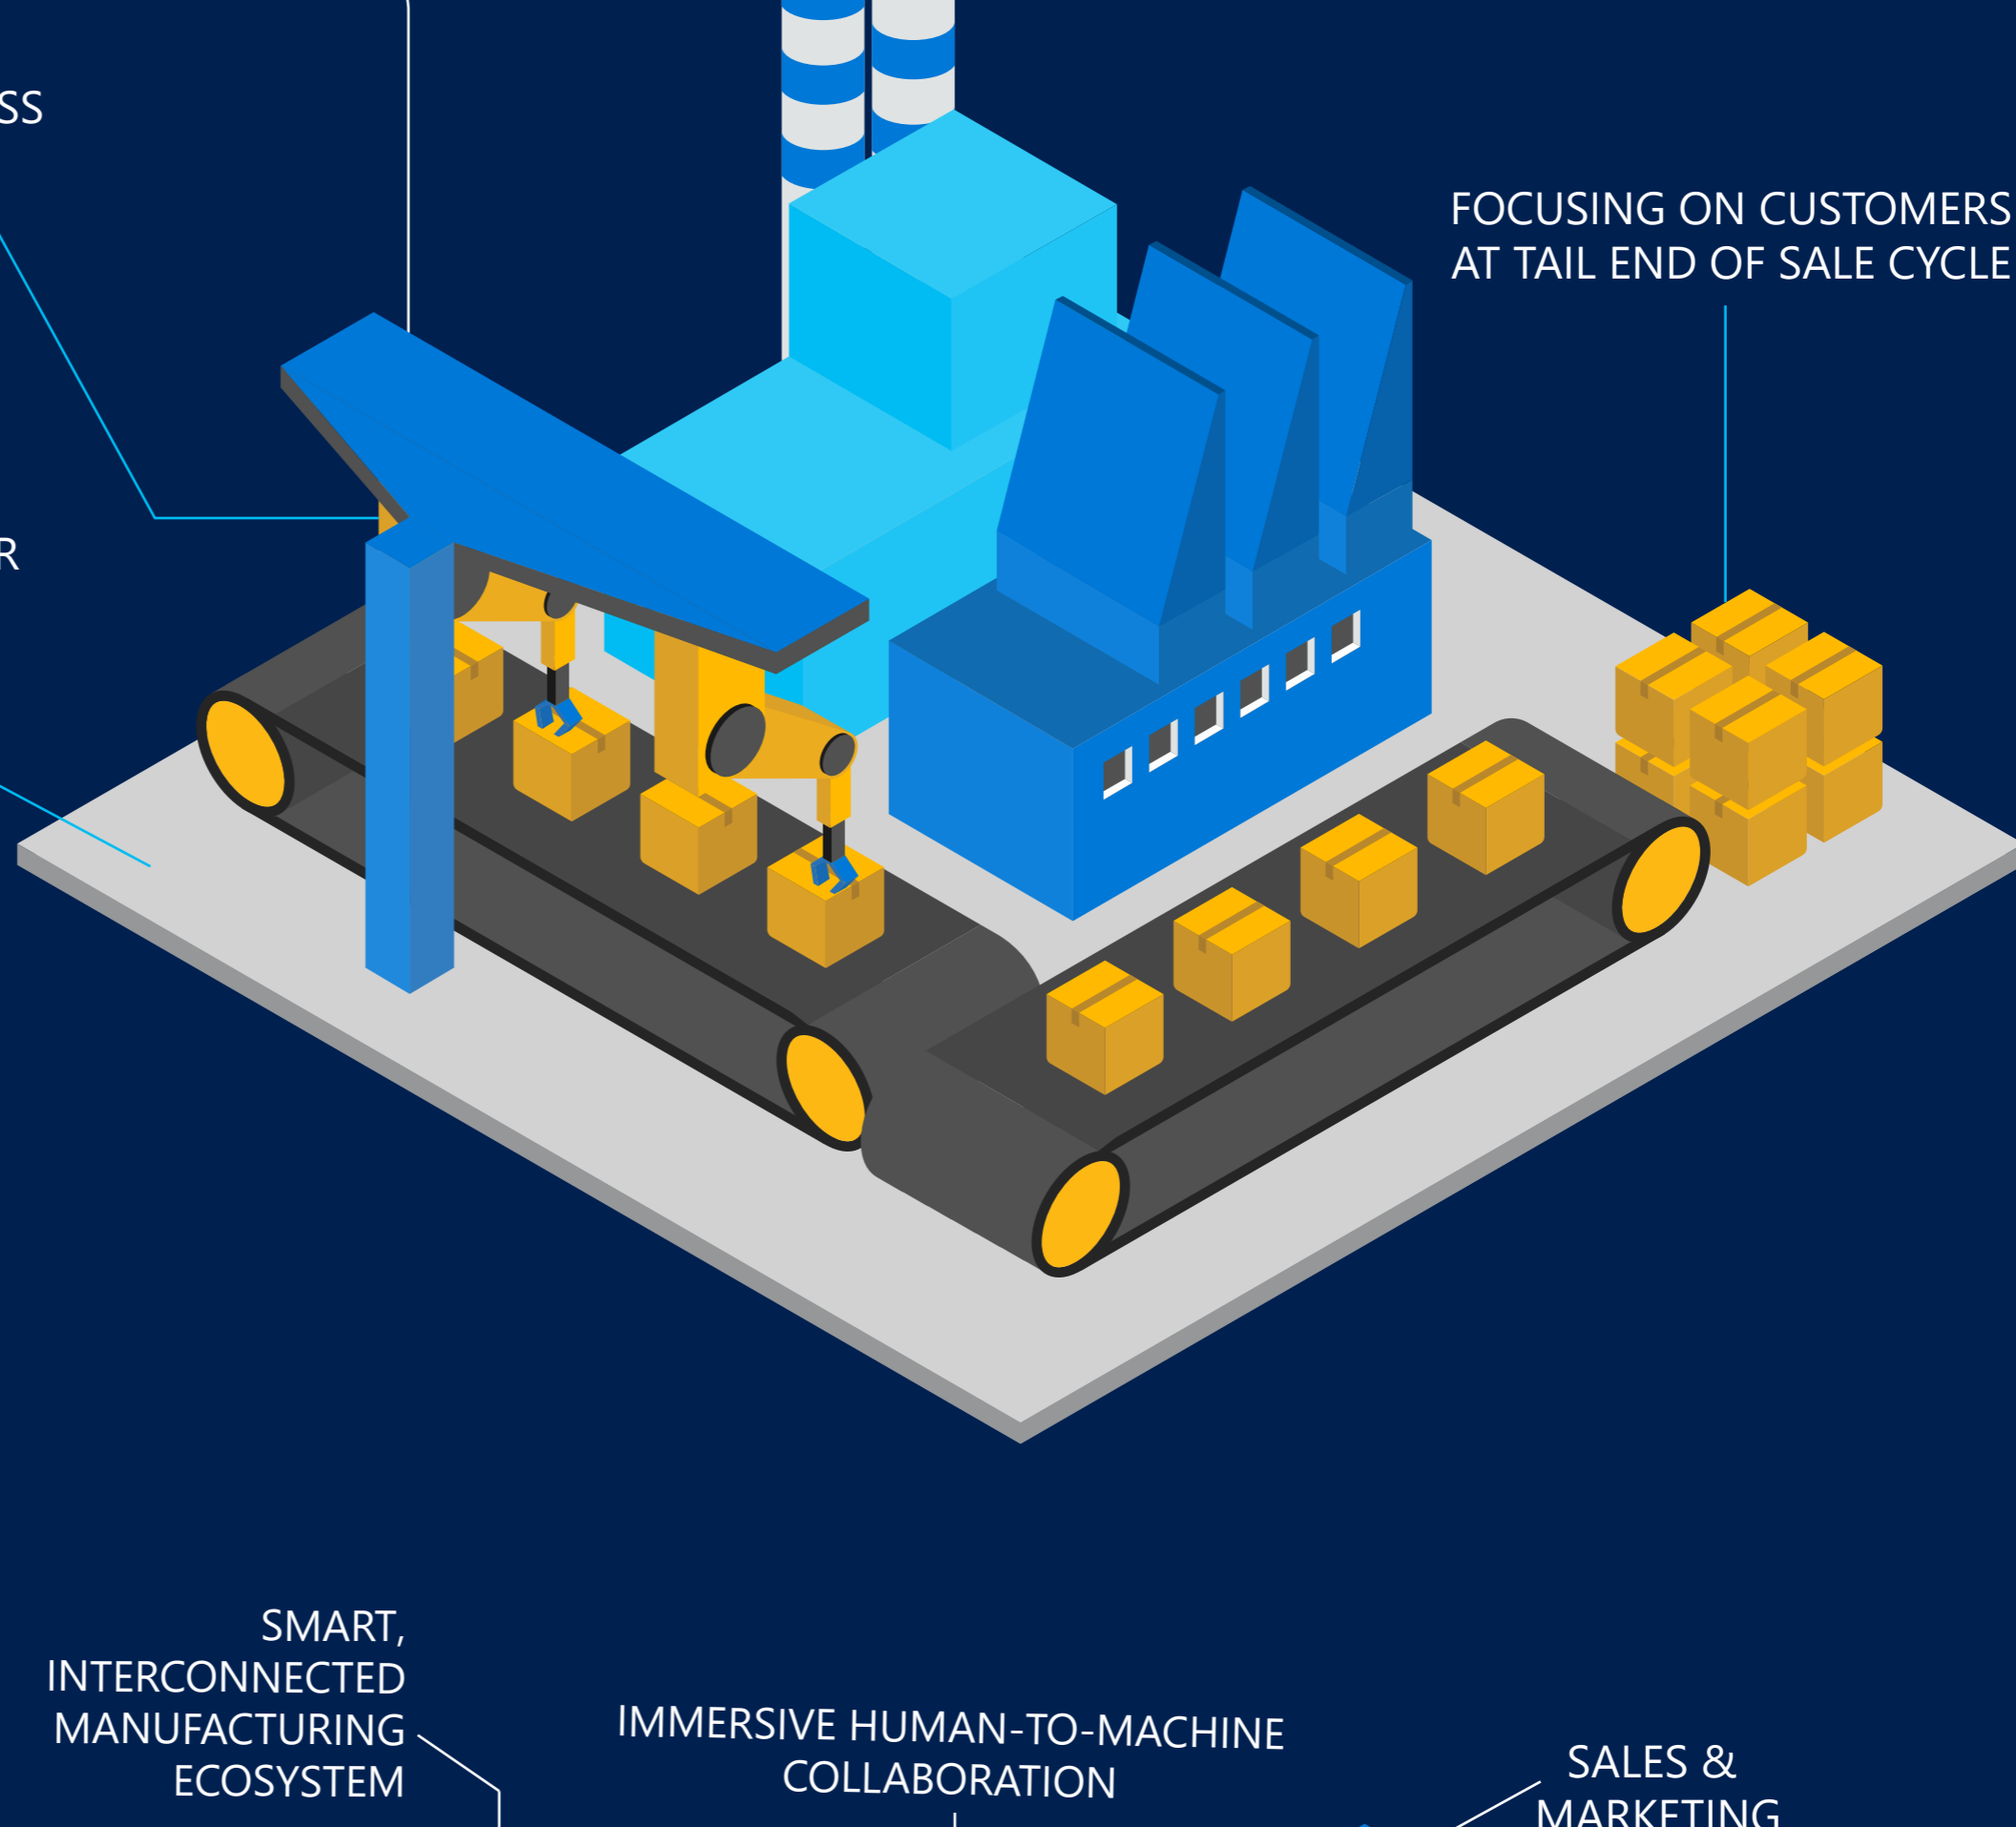 SS
FOCUSING ON CUSTOMERS
AT TAIL END OF SALE CYCLE
R
SMART,
INTERCONNECTED
MANUFACTURING
ECOSYSTEM
IMMERSIVE HUMAN-TO-MACHINE
COLLABORATION
SALES &
MARKETING